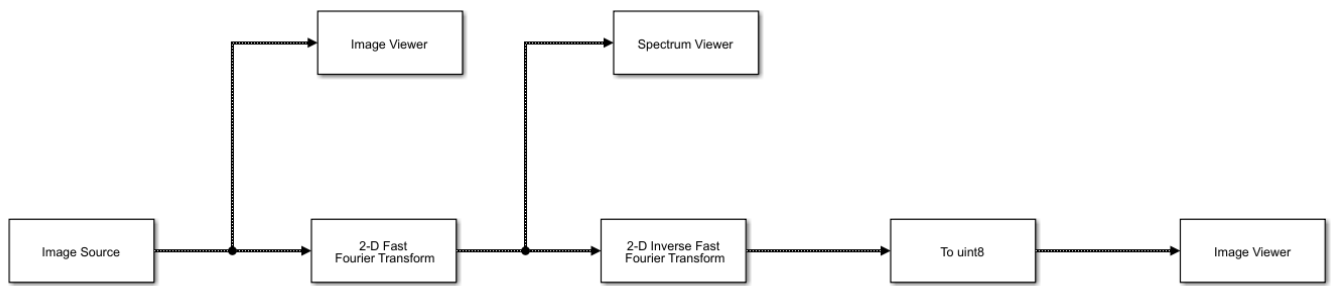 Image Viewer
Spectrum Viewer
Image Source
2-D Fast
Fourier Transform
2-D Inverse Fast
Fourier Transform
To uint8
Image Viewer